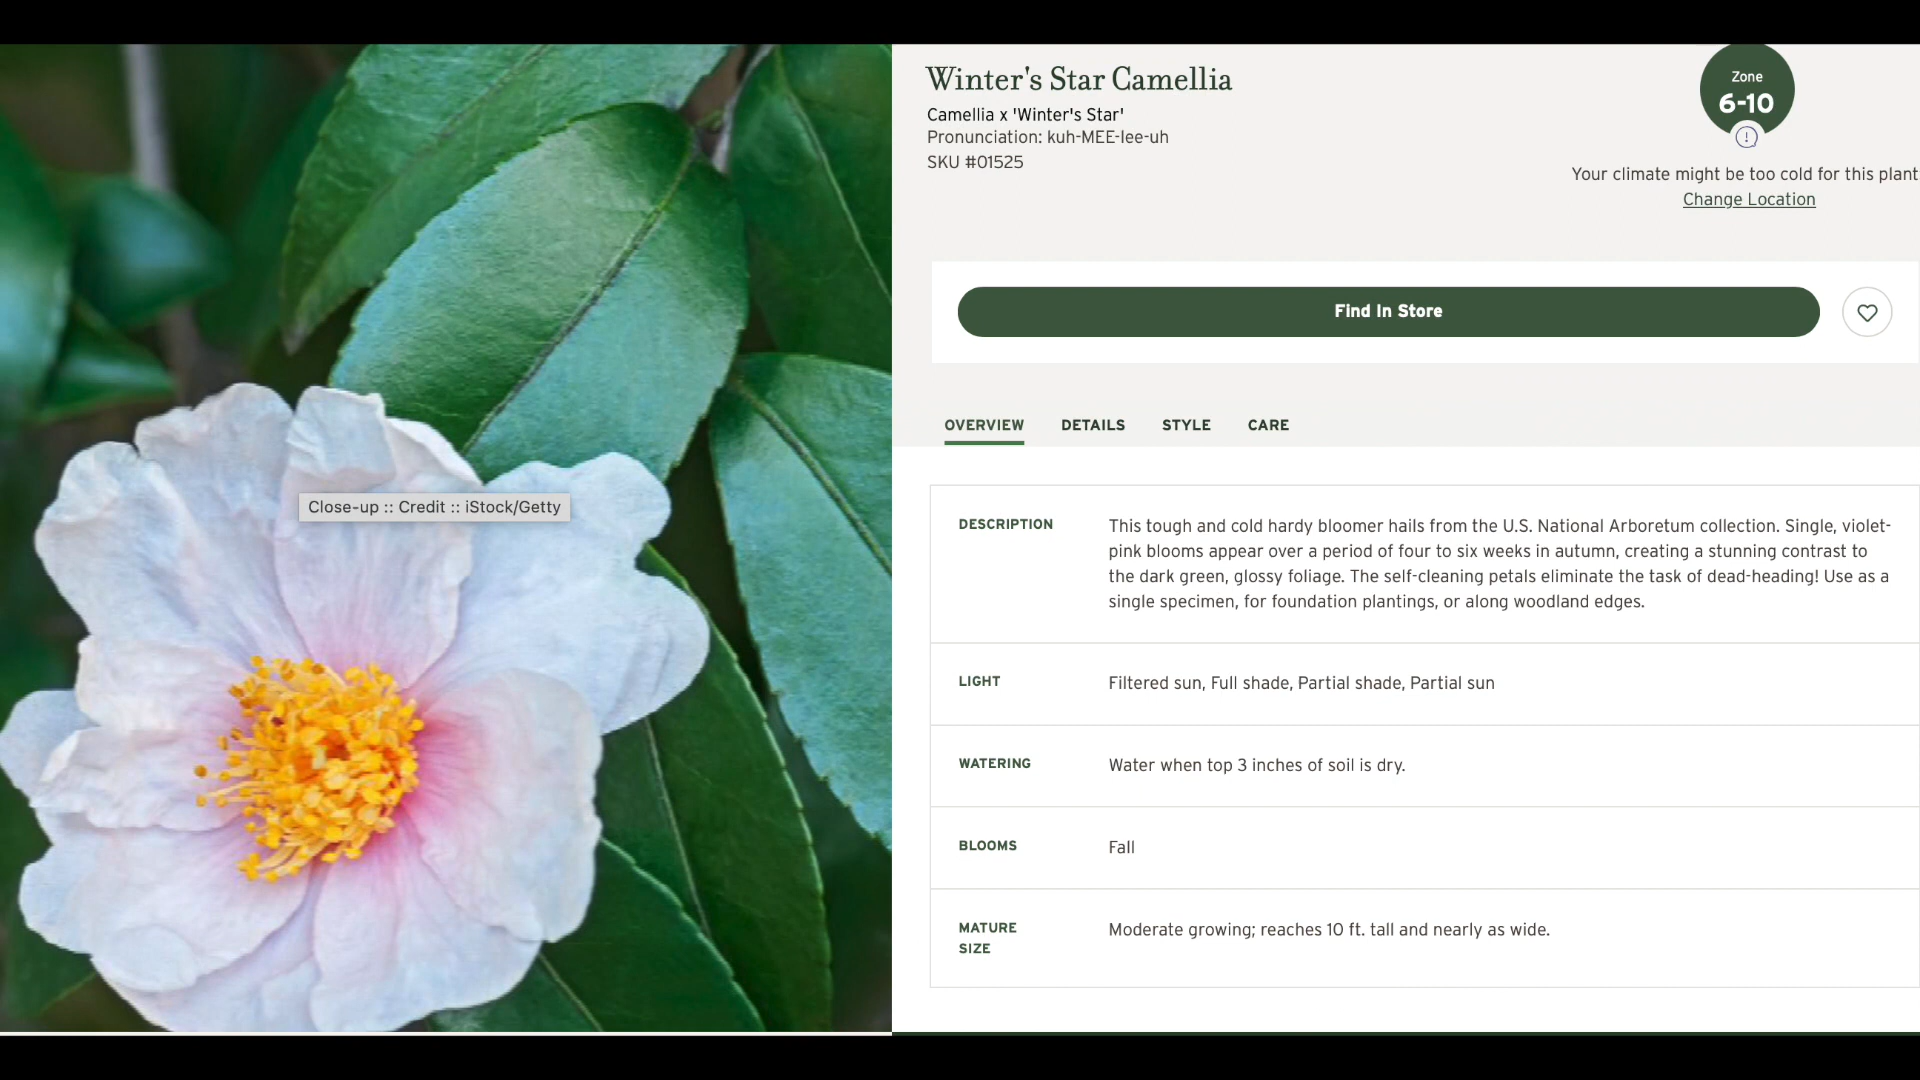 Winter's Star Camellia
Camellia x 'Winter's Star'
Pronunciation: kuh-MEE-lee-uh
SKU #01525
Zone
6-10
Your climate might be too cold for this plant
Change Location
Find In Store
OVERVIEW DETAILS STYLE CARE
Close-up :: Credit :: iStock/Getty
DESCRIPTION
This tough and cold hardy bloomer hails from the U.S. National Arboretum collection. Single, violet-
pink blooms appear over a period of four to six weeks in autumn, creating a stunning contrast to
the dark green, glossy foliage. The self-cleaning petals eliminate the task of dead-heading! Use as a
single specimen, for foundation plantings, or along woodland edges.
LIGHT
Filtered sun, Full shade, Partial shade, Partial sun
WATERING
Water when top 3 inches of soil is dry.
BLOOMS
Fall
MATURE
SIZE
Moderate growing; reaches 10 ft. tall and nearly as wide.